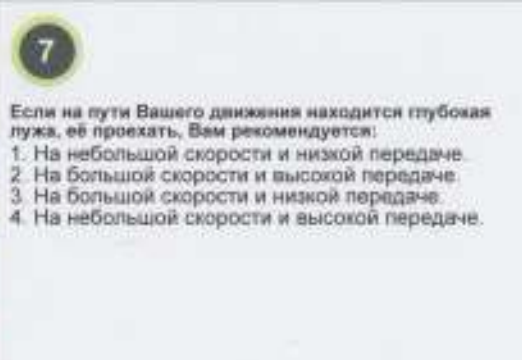 7
Если на пути Вашего движения находится глубокая
лужа, её проехать, Вам рекомендуется:
1. На небольшой скорости и низкой передаче.
2. На большой скорости и высокой передаче.
3. На большой скорости и низкой передаче.
4. На небольшой скорости и высокой передаче.